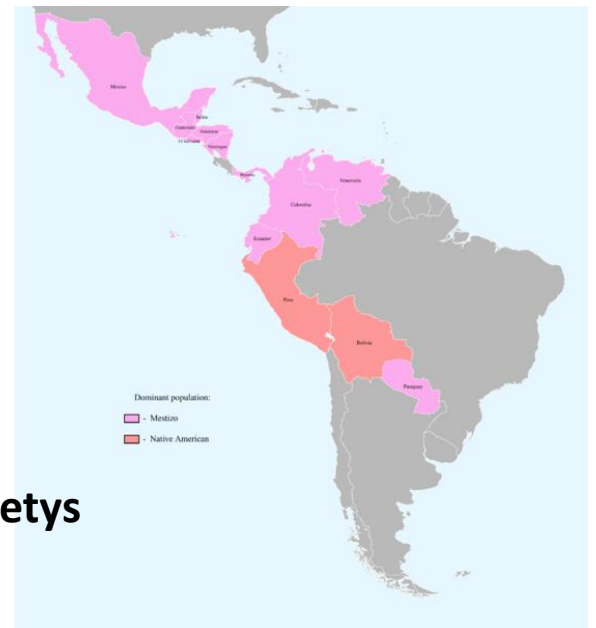 Mexico
Belize
Guatemala
Honduras
El Salvador
Nicaragua
Panama
Venezuela
Colombia
Ecuador
Peru
Bolivia
Paraguay
Dominant population:
- Mestizo
- Native American
etys